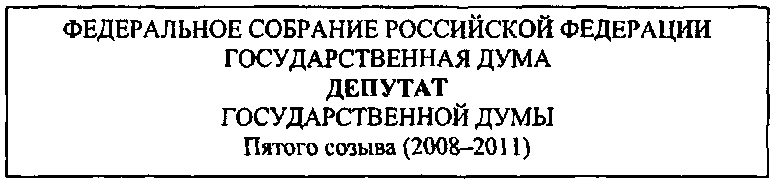 ФЕДЕРАЛЬНОЕ СОБРАНИЕ РОССИЙСКОЙ ФЕДЕРАЦИИ
ГОСУДАРСТВЕННАЯ ДУМА
ДЕПУТАТ
ГОСУДАРСТВЕННОЙ ДУМЫ
Пятого созыва (2008–2011)